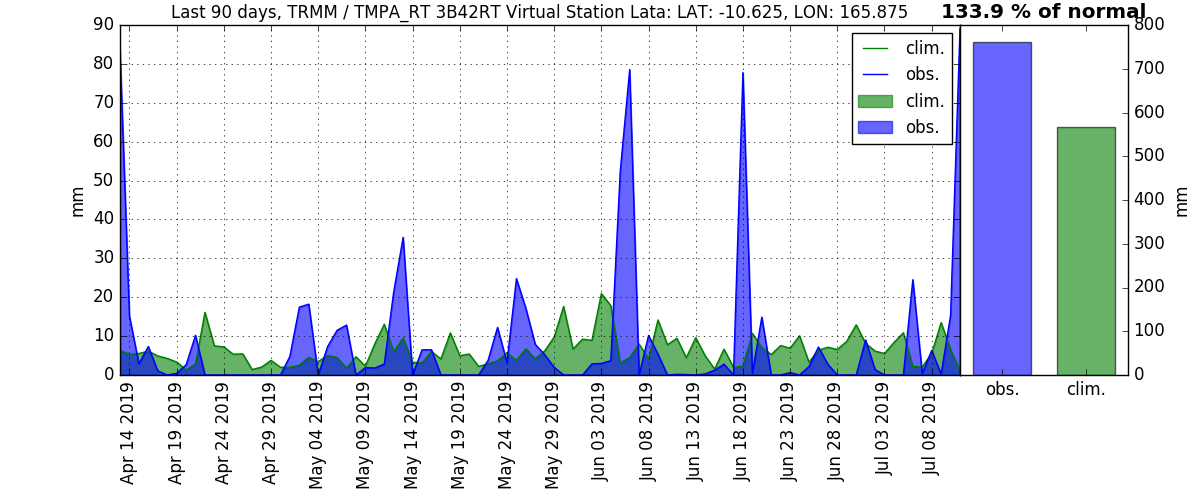 Last 90 days, TRMM / TMPA_RT 3B42RT Virtual Station Lata: LAT: -10.625, LON: 165.875
133.9 % of normal
90
80
70
60
50
40
30
20
10
0
mm
clim.
obs.
clim.
obs.
Apr 14 2019
Apr 19 2019
Apr 24 2019
Apr 29 2019
May 04 2019
May 09 2019
May 14 2019
May 19 2019
May 24 2019
May 29 2019
Jun 03 2019
Jun 08 2019
Jun 13 2019
Jun 18 2019
Jun 23 2019
Jun 28 2019
Jul 03 2019
Jul 08 2019
800
700
600
500
400
300
200
100
0
mm
obs.
clim.